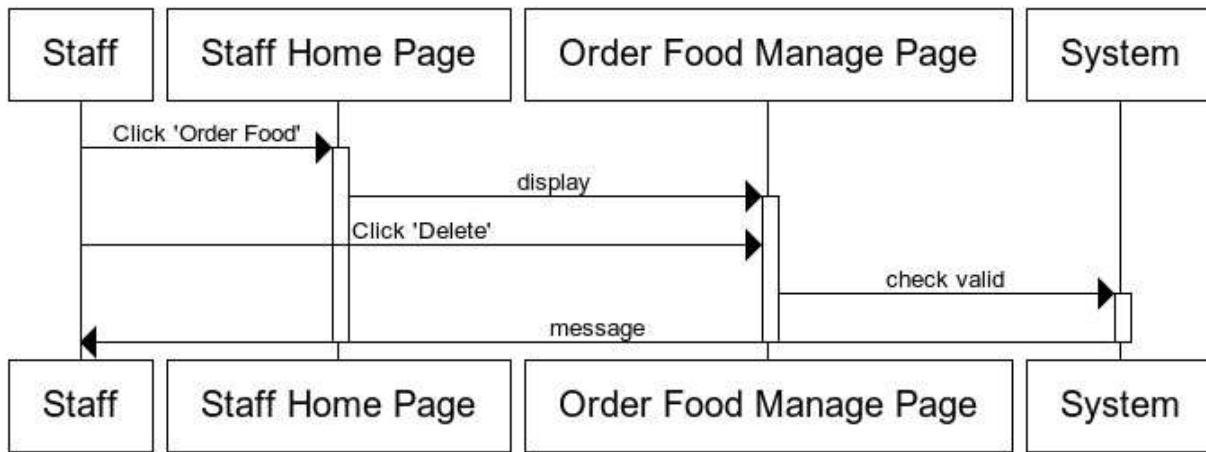 Staff
Staff Home Page
Order Food Manage Page
System
Click 'Order Food'
display
Click 'Delete'
check valid
message
Staff
Staff Home Page
Order Food Manage Page
System